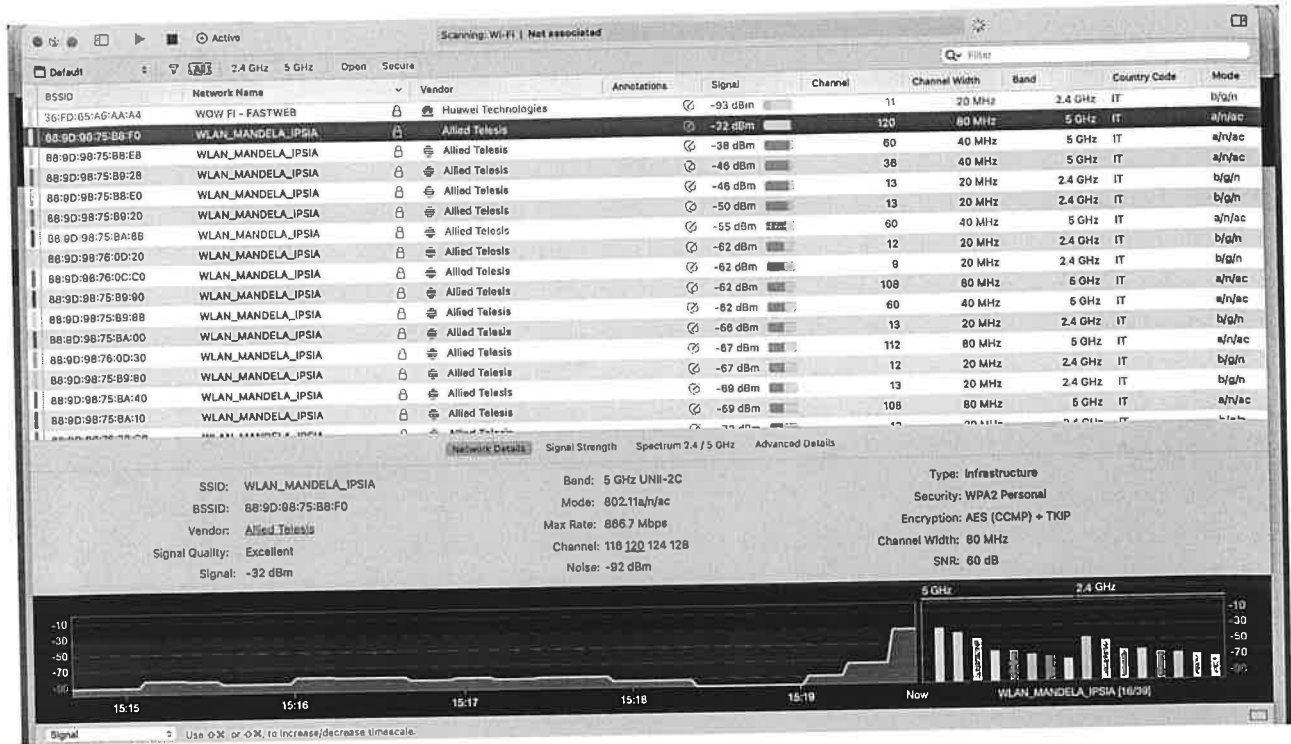 Activo
Scanning: Wi-Fi | Not associated
Default All 2.4 GHz 5 GHz Open Secure Filter
BSSID Network Name Vendor Annotations Signal Channel Channel Width Band Country Code Mode
36:FD:65:A6:AA:A4 WOW FI - FASTWEB Huawei Technologies -93 dBm 11 20 MHz 2.4 GHz IT b/g/n
88:9D:98:75:B8:F0 WLAN_MANDELA_IPSIA Allied Telesis -32 dBm 120 80 MHz 5 GHz IT a/n/ac
88:9D:98:75:B8:E8 WLAN_MANDELA_IPSIA Allied Telesis -38 dBm 60 40 MHz 5 GHz IT a/n/ac
88:9D:98:75:B9:28 WLAN_MANDELA_IPSIA Allied Telesis -46 dBm 36 40 MHz 5 GHz IT a/n/ac
88:9D:98:75:B8:E0 WLAN_MANDELA_IPSIA Allied Telesis -46 dBm 13 20 MHz 2.4 GHz IT b/g/n
88:9D:98:75:B9:20 WLAN_MANDELA_IPSIA Allied Telesis -50 dBm 13 20 MHz 2.4 GHz IT b/g/n
88:9D:98:75:BA:88 WLAN_MANDELA_IPSIA Allied Telesis -55 dBm 60 40 MHz 5 GHz IT a/n/ac
88:9D:98:76:0D:20 WLAN_MANDELA_IPSIA Allied Telesis -62 dBm 12 20 MHz 2.4 GHz IT b/g/n
88:9D:98:76:0C:C0 WLAN_MANDELA_IPSIA Allied Telesis -62 dBm 9 20 MHz 2.4 GHz IT b/g/n
88:9D:98:75:B9:90 WLAN_MANDELA_IPSIA Allied Telesis -62 dBm 108 80 MHz 5 GHz IT a/n/ac
88:9D:98:75:B9:88 WLAN_MANDELA_IPSIA Allied Telesis -62 dBm 60 40 MHz 5 GHz IT a/n/ac
88:9D:98:75:BA:00 WLAN_MANDELA_IPSIA Allied Telesis -66 dBm 13 20 MHz 2.4 GHz IT b/g/n
88:9D:98:76:0D:30 WLAN_MANDELA_IPSIA Allied Telesis -67 dBm 112 80 MHz 5 GHz IT a/n/ac
88:9D:98:75:B9:80 WLAN_MANDELA_IPSIA Allied Telesis -67 dBm 12 20 MHz 2.4 GHz IT b/g/n
88:9D:98:75:BA:40 WLAN_MANDELA_IPSIA Allied Telesis -69 dBm 13 20 MHz 2.4 GHz IT b/g/n
88:9D:98:75:BA:10 WLAN_MANDELA_IPSIA Allied Telesis -69 dBm 108 80 MHz 5 GHz IT a/n/ac
Network Details Signal Strength Spectrum 2.4 / 5 GHz Advanced Details
SSID: WLAN_MANDELA_IPSIA
BSSID: 88:9D:98:75:B8:F0
Vendor: Allied Telesis
Signal Quality: Excellent
Signal: -32 dBm
Band: 5 GHz UNII-2C
Mode: 802.11a/n/ac
Max Rate: 866.7 Mbps
Channel: 116 120 124 128
Noise: -92 dBm
Type: Infrastructure
Security: WPA2 Personal
Encryption: AES (CCMP) + TKIP
Channel Width: 80 MHz
SNR: 60 dB
5 GHz 2.4 GHz
-10 -10
-30 -30
-50 -50
-70 -70
-90 -90
15:15 15:16 15:17 15:18 15:19 Now WLAN_MANDELA_IPSIA [16/39]
Signal